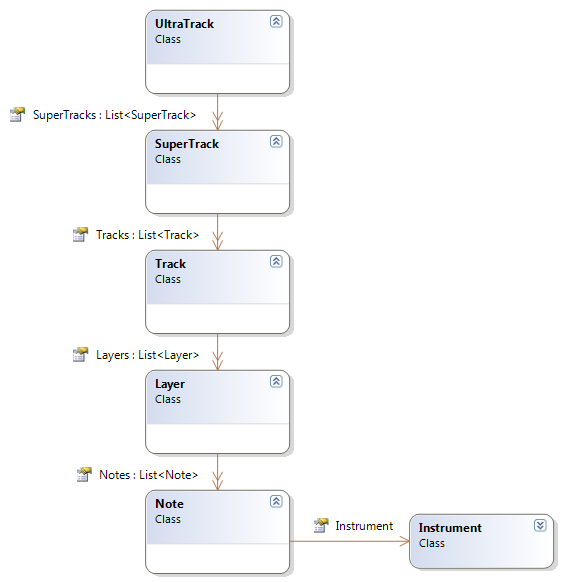 UltraTrack
Class
SuperTracks : List<SuperTrack>
SuperTrack
Class
Tracks : List<Track>
Track
Class
Layers : List<Layer>
Layer
Class
Notes : List<Note>
Note
Class
Instrument
Instrument
Class